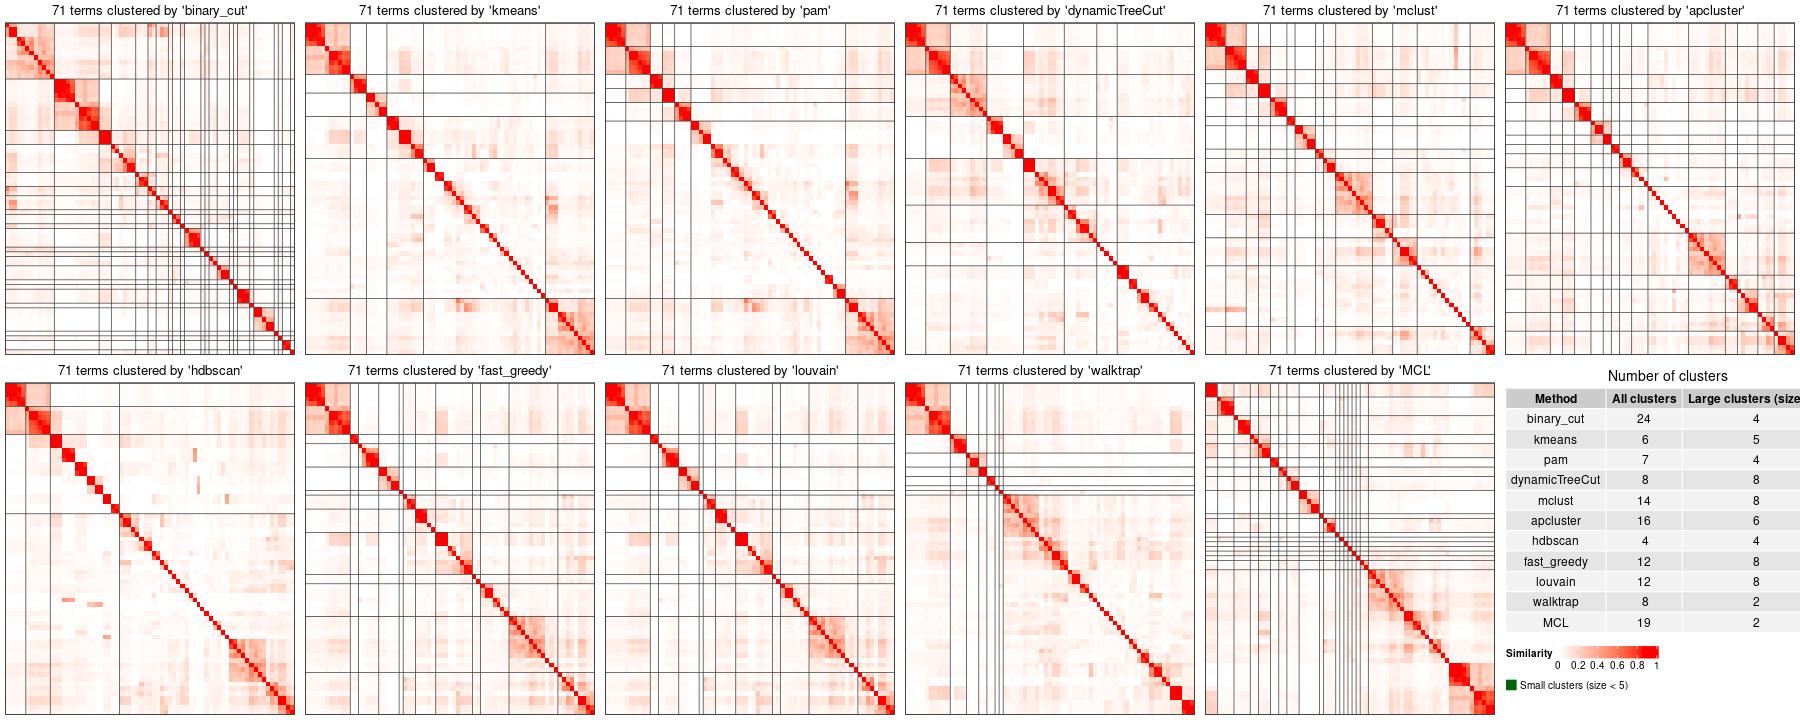 71 terms clustered by 'binary_cut'
71 terms clustered by 'kmeans'
71 terms clustered by 'pam'
71 terms clustered by 'dynamicTreeCut'
71 terms clustered by 'mclust'
71 terms clustered by 'apcluster'
71 terms clustered by 'hdbscan'
71 terms clustered by 'fast_greedy'
71 terms clustered by 'louvain'
71 terms clustered by 'walktrap'
71 terms clustered by 'MCL'
Number of clusters
Method All clusters Large clusters (size
binary_cut 24 4
kmeans 6 5
pam 7 4
dynamicTreeCut 8 8
mclust 14 8
apcluster 16 6
hdbscan 4 4
fast_greedy 12 8
louvain 12 8
walktrap 8 2
MCL 19 2
Similarity
0 0.2 0.4 0.6 0.8 1
Small clusters (size < 5)